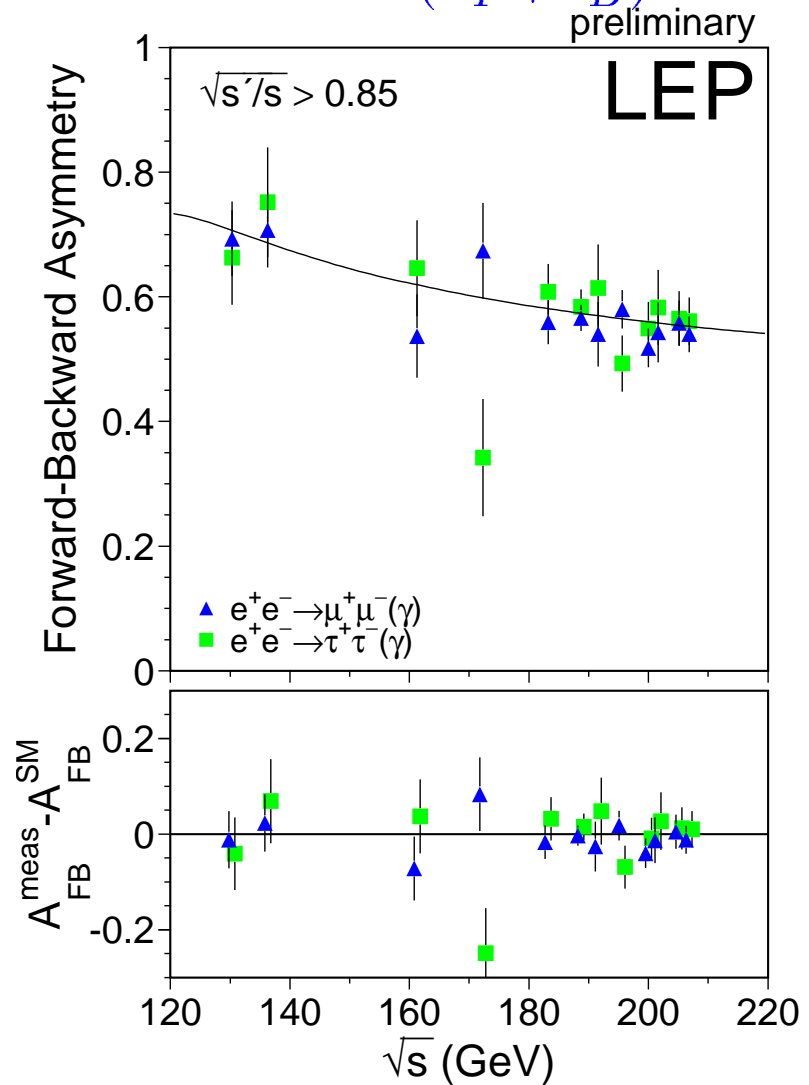 preliminary
√s´/s > 0.85
LEP
Forward-Backward Asymmetry
1
0.8
0.6
0.4
0.2
0
e⁺e⁻→μ⁺μ⁻(γ)
e⁺e⁻→τ⁺τ⁻(γ)
A_FB^meas-A_FB^SM
0.2
0
-0.2
120 140 160 180 200 220
√s (GeV)